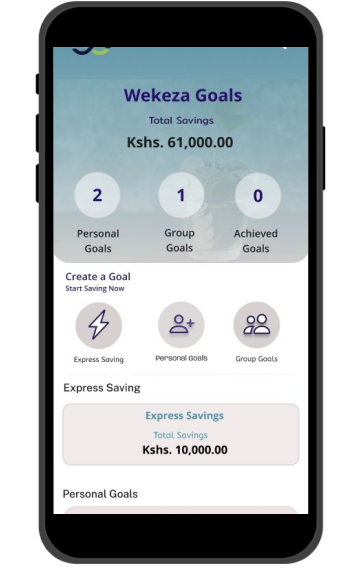 Wekeza Goals
Total Savings
Kshs. 61,000.00
2
1
0
Personal
Goals
Group
Goals
Achieved
Goals
Create a Goal
Start Saving Now
Express Saving
Personal Goals
Group Goals
Express Saving
Express Savings
Total Savings
Kshs. 10,000.00
Personal Goals